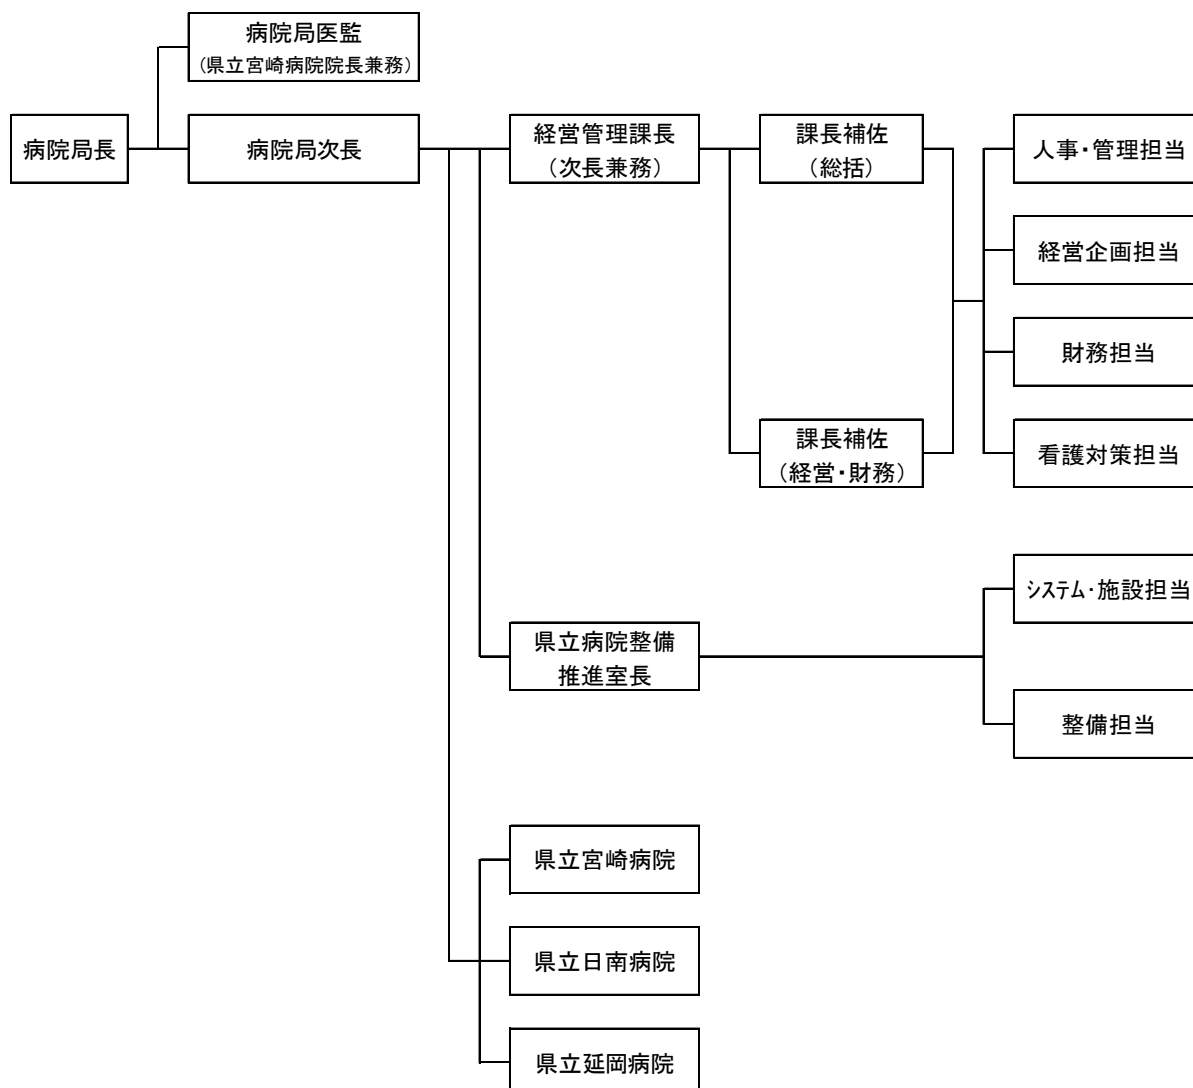 病院局医監
(県立宮崎病院院長兼務)
病院局長
病院局次長
経営管理課長
(次長兼務)
課長補佐
(総括)
人事・管理担当
経営企画担当
財務担当
課長補佐
(経営・財務)
看護対策担当
ｼｽﾃﾑ・施設担当
県立病院整備
推進室長
整備担当
県立宮崎病院
県立日南病院
県立延岡病院